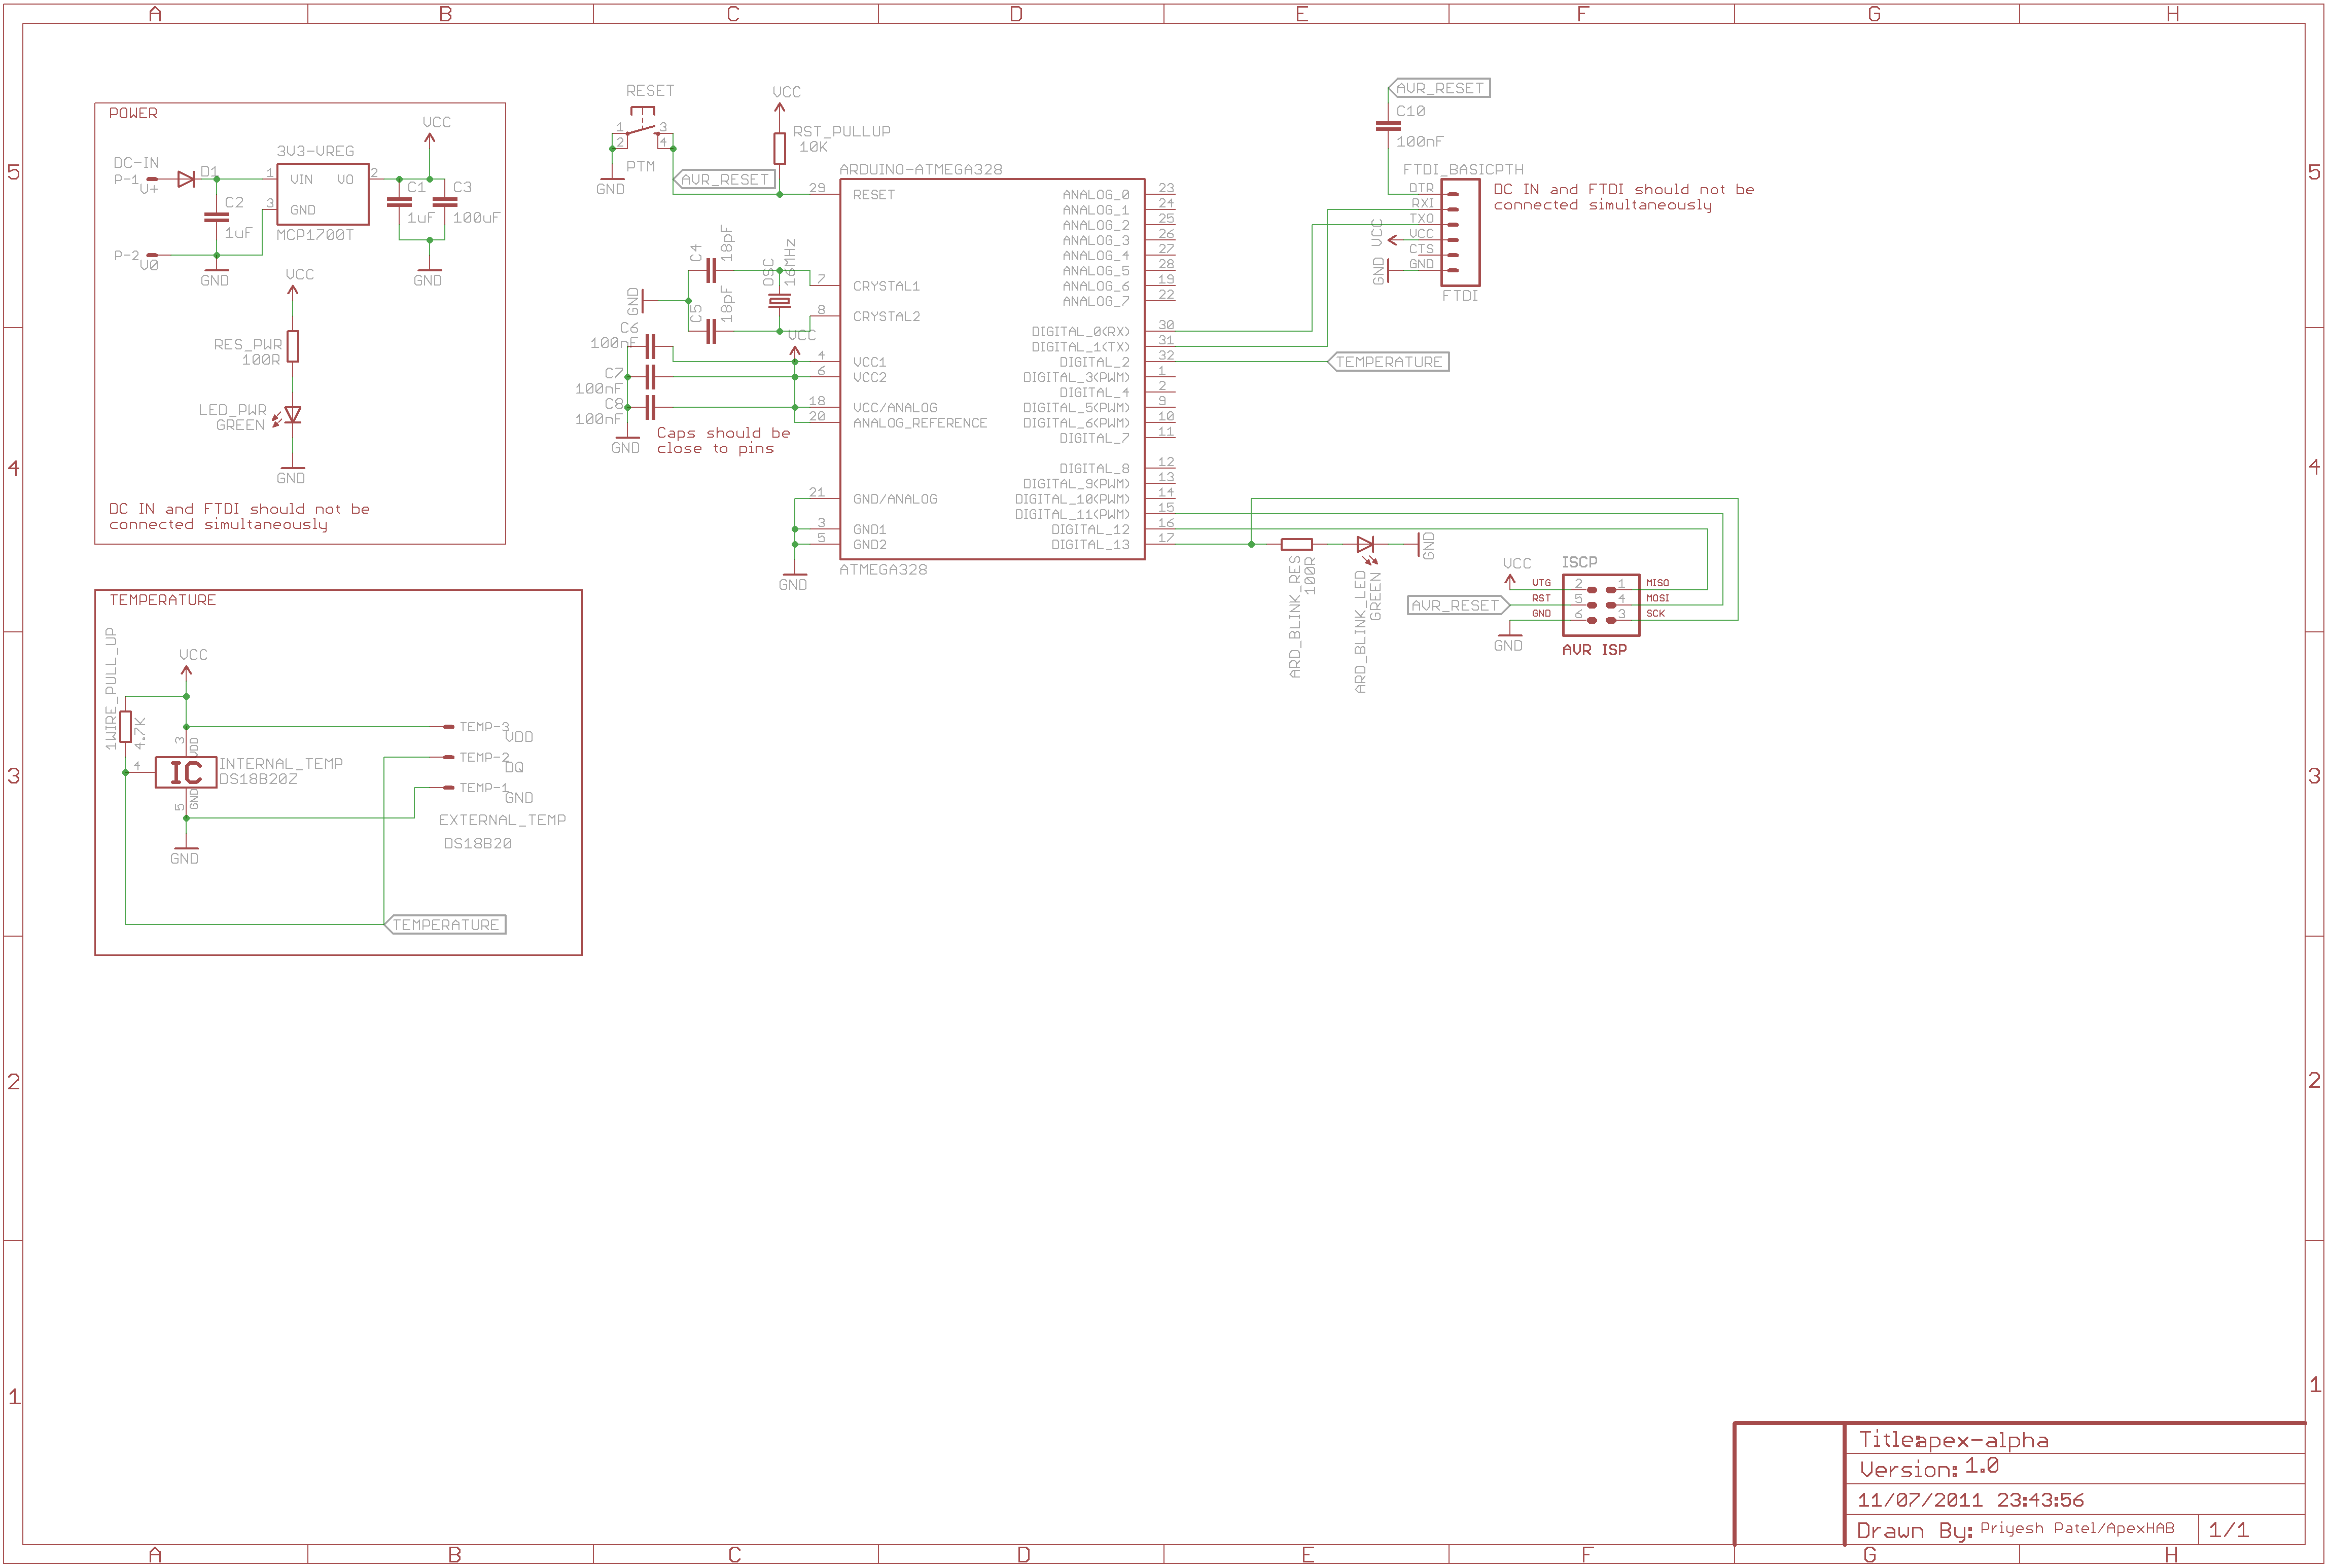 A B C D E F G H
5
4
3
2
1
5
4
3
2
1
A B C D E F G H
POWER
DC-IN
P-1
V+
D1
C2
1uF
P-2
V0
GND
3V3-VREG
1
VIN
VO
2
3
GND
MCP1700T
VCC
C1
1uF
C3
100uF
GND
VCC
RES_PWR
100R
LED_PWR
GREEN
GND
DC IN and FTDI should not be
connected simultaneously
TEMPERATURE
1WIRE_PULL_UP
4.7K
VCC
3
VDD
4
IC
INTERNAL_TEMP
DS18B20Z
5
GND
GND
TEMP-3
VDD
TEMP-2
DQ
TEMP-1
GND
EXTERNAL_TEMP
DS18B20
TEMPERATURE
RESET
1
2
3
4
PTM
GND
VCC
RST_PULLUP
10K
AVR_RESET
GND
C4
18pF
C5
18pF
OSC
16MHz
C6
100nF
C7
100nF
C8
100nF
VCC
GND
Caps should be
close to pins
GND
ARDUINO-ATMEGA328
29 RESET
7 CRYSTAL1
8 CRYSTAL2
4 VCC1
6 VCC2
18 VCC/ANALOG
20 ANALOG_REFERENCE
21 GND/ANALOG
3 GND1
5 GND2
ANALOG_0 23
ANALOG_1 24
ANALOG_2 25
ANALOG_3 26
ANALOG_4 27
ANALOG_5 28
ANALOG_6 19
ANALOG_7 22
DIGITAL_0(RX) 30
DIGITAL_1(TX) 31
DIGITAL_2 32
DIGITAL_3(PWM) 1
DIGITAL_4 2
DIGITAL_5(PWM) 9
DIGITAL_6(PWM) 10
DIGITAL_7 11
DIGITAL_8 12
DIGITAL_9(PWM) 13
DIGITAL_10(PWM) 14
DIGITAL_11(PWM) 15
DIGITAL_12 16
DIGITAL_13 17
ATMEGA328
TEMPERATURE
AVR_RESET
C10
100nF
FTDI_BASICPTH
DTR
RXI
TXO
VCC
CTS
GND
VCC
GND
FTDI
DC IN and FTDI should not be
connected simultaneously
ARD_BLINK_RES
100R
ARD_BLINK_LED
GREEN
GND
ISCP
VCC
VTG 2 1 MISO
RST 5 4 MOSI
GND 6 3 SCK
AVR_RESET
GND
AVR ISP
Title:apex-alpha
Version: 1.0
11/07/2011 23:43:56
Drawn By: Priyesh Patel/ApexHAB 1/1